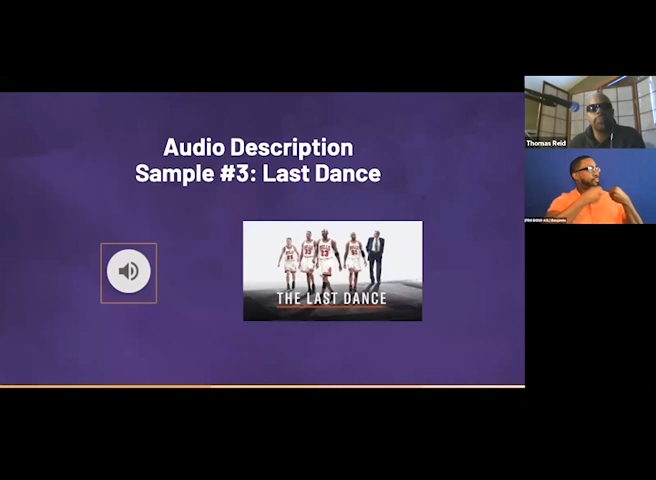 Audio Description
Sample #3: Last Dance
THE LAST DANCE
Thomas Reid